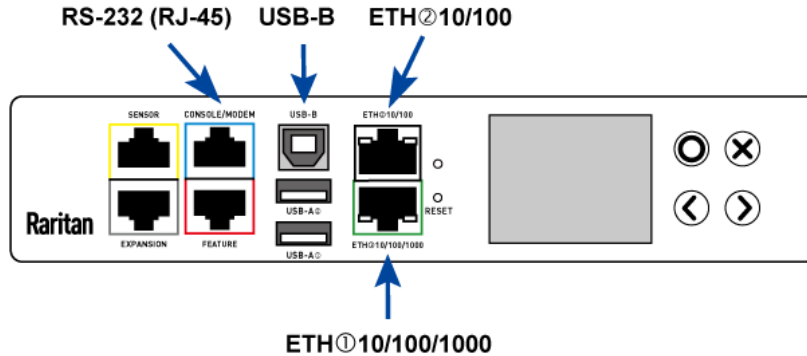 RS-232 (RJ-45) USB-B ETH②10/100
SENSOR CONSOLE/MODEM USB-B ETH②10/100
USB-A②
RESET
Raritan
EXPANSION FEATURE USB-A① ETH①10/100/1000
ETH①10/100/1000